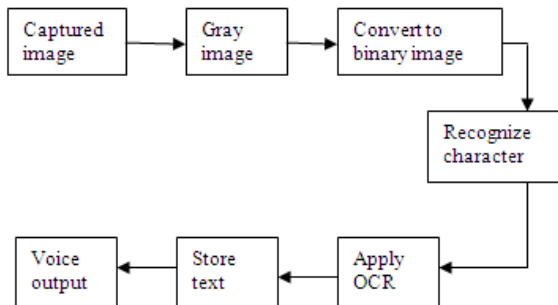 Captured
image
Gray
image
Convert to
binary image
Recognize
character
Apply
OCR
Store
text
Voice
output